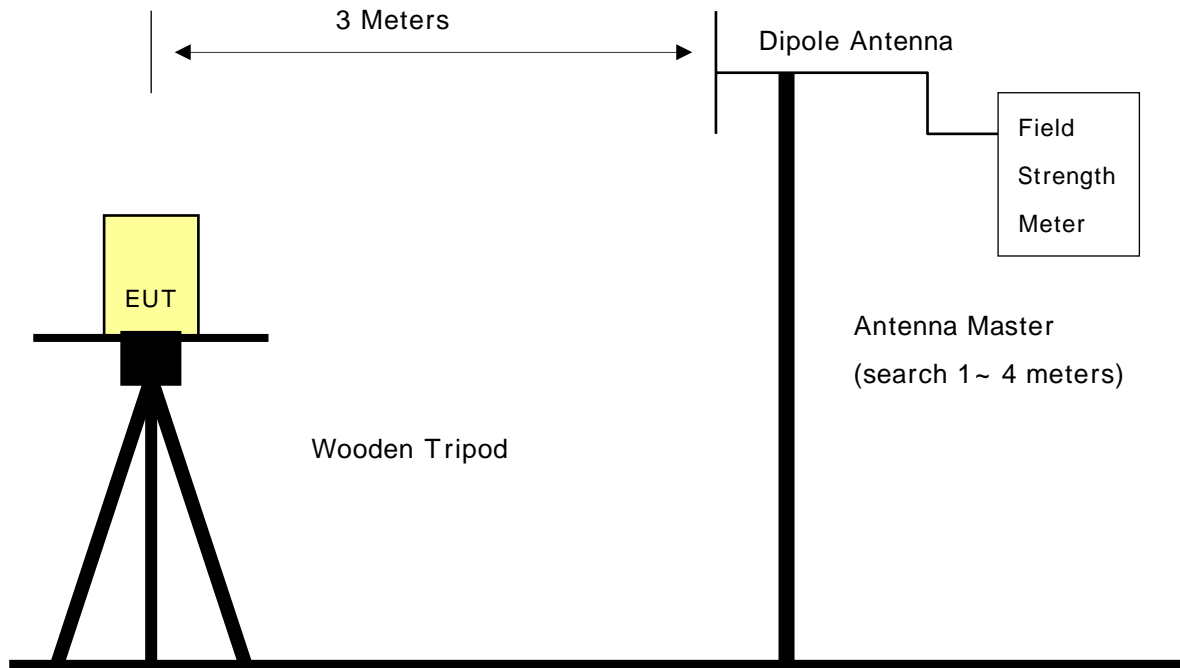 3 Meters
Dipole Antenna
Field
Strength
Meter
EUT
Antenna Master
(search 1~ 4 meters)
Wooden Tripod